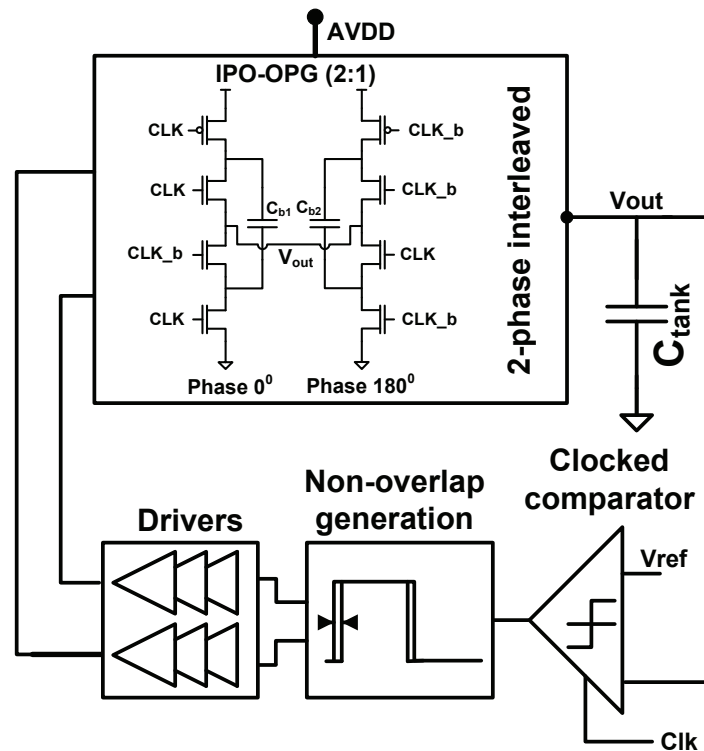 AVDD
IPO-OPG (2:1)
CLK
CLK_b
CLK
CLK_b
Cb1
Cb2
CLK_b
Vout
CLK
CLK
CLK_b
Phase 0⁰
Phase 180⁰
2-phase interleaved
Vout
Ctank
Clocked
comparator
Non-overlap
generation
Drivers
Vref
Clk